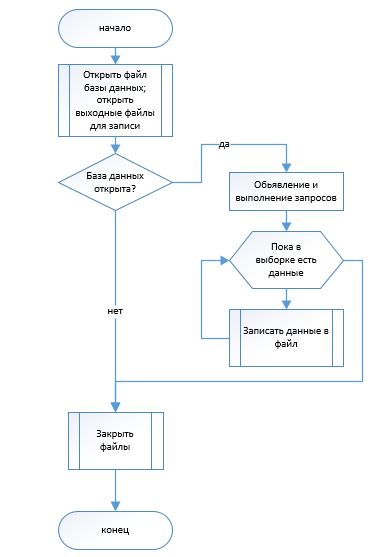 начало
Открыть файл
базы данных;
открыть
выходные файлы
для записи
да
База данных
открыта?
Объявление и
выполнение запросов
Пока в
выборке есть
данные
нет
Записать данные в
файл
Закрыть
файлы
конец